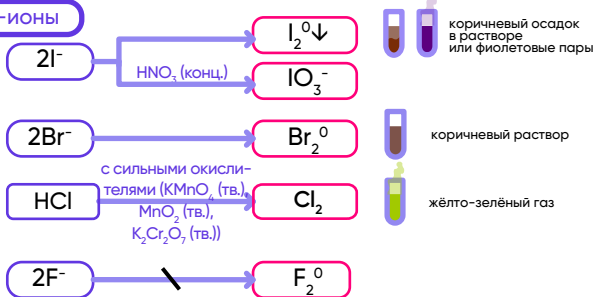 -ионы
2I⁻
I₂⁰↓
HNO₃ (конц.)
IO₃⁻
коричневый осадок
в растворе
или фиолетовые пары
2Br⁻
Br₂⁰
коричневый раствор
HCl
с сильными окисли-
телями (KMnO₄ (тв.),
MnO₂ (тв.),
K₂Cr₂O₇ (тв.))
Cl₂
жёлто-зелёный газ
2F⁻
F₂⁰